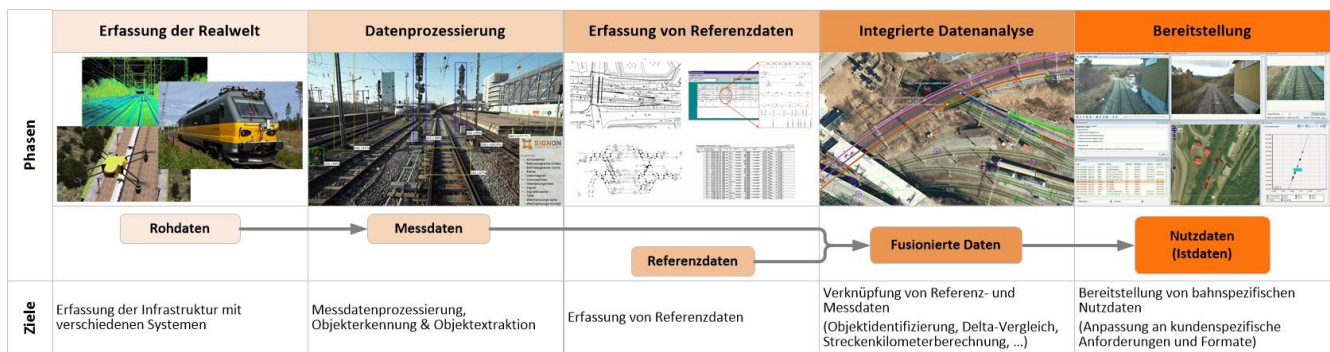 Erfassung der Realwelt
Datenprozessierung
Erfassung von Referenzdaten
Integrierte Datenanalyse
Bereitstellung
Phasen
SIGNON
Rohdaten
Messdaten
Referenzdaten
Fusionierte Daten
Nutzdaten
(Istdaten)
Ziele
Erfassung der Infrastruktur mit
verschiedenen Systemen
Messdatenprozessierung,
Objekterkennung & Objektextraktion
Erfassung von Referenzdaten
Verknüpfung von Referenz- und
Messdaten
(Objektidentifizierung, Delta-Vergleich,
Streckenkilometerberechnung, ...)
Bereitstellung von bahnspezifischen
Nutzdaten
(Anpassung an kundenspezifische
Anforderungen und Formate)